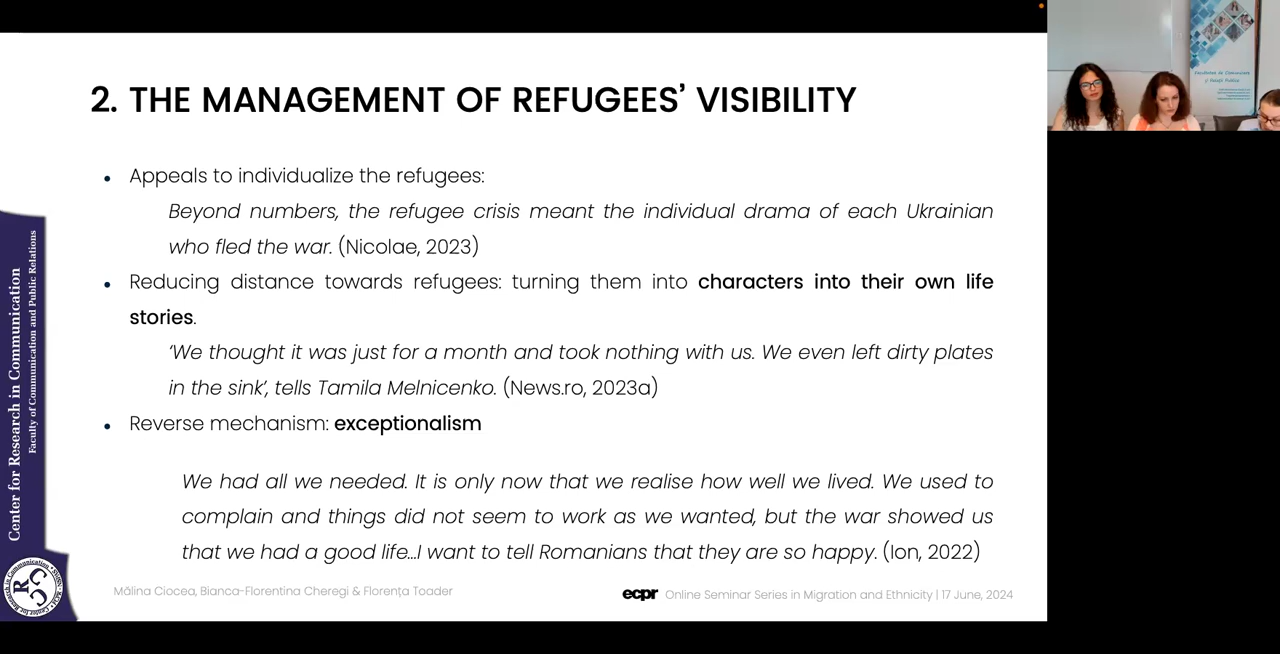 2. THE MANAGEMENT OF REFUGEES’ VISIBILITY
• Appeals to individualize the refugees:
Beyond numbers, the refugee crisis meant the individual drama of each Ukrainian
who fled the war. (Nicolae, 2023)
• Reducing distance towards refugees: turning them into characters into their own life
stories.
‘We thought it was just for a month and took nothing with us. We even left dirty plates
in the sink’, tells Tamila Melnicenko. (News.ro, 2023a)
• Reverse mechanism: exceptionalism
We had all we needed. It is only now that we realise how well we lived. We used to
complain and things did not seem to work as we wanted, but the war showed us
that we had a good life...I want to tell Romanians that they are so happy. (Ion, 2022)
Mălina Ciocea, Bianca-Florentina Cheregi & Florența Toader
ecpr Online Seminar Series in Migration and Ethnicity | 17 June, 2024
Center for Research in Communication
Faculty of Communication and Public Relations